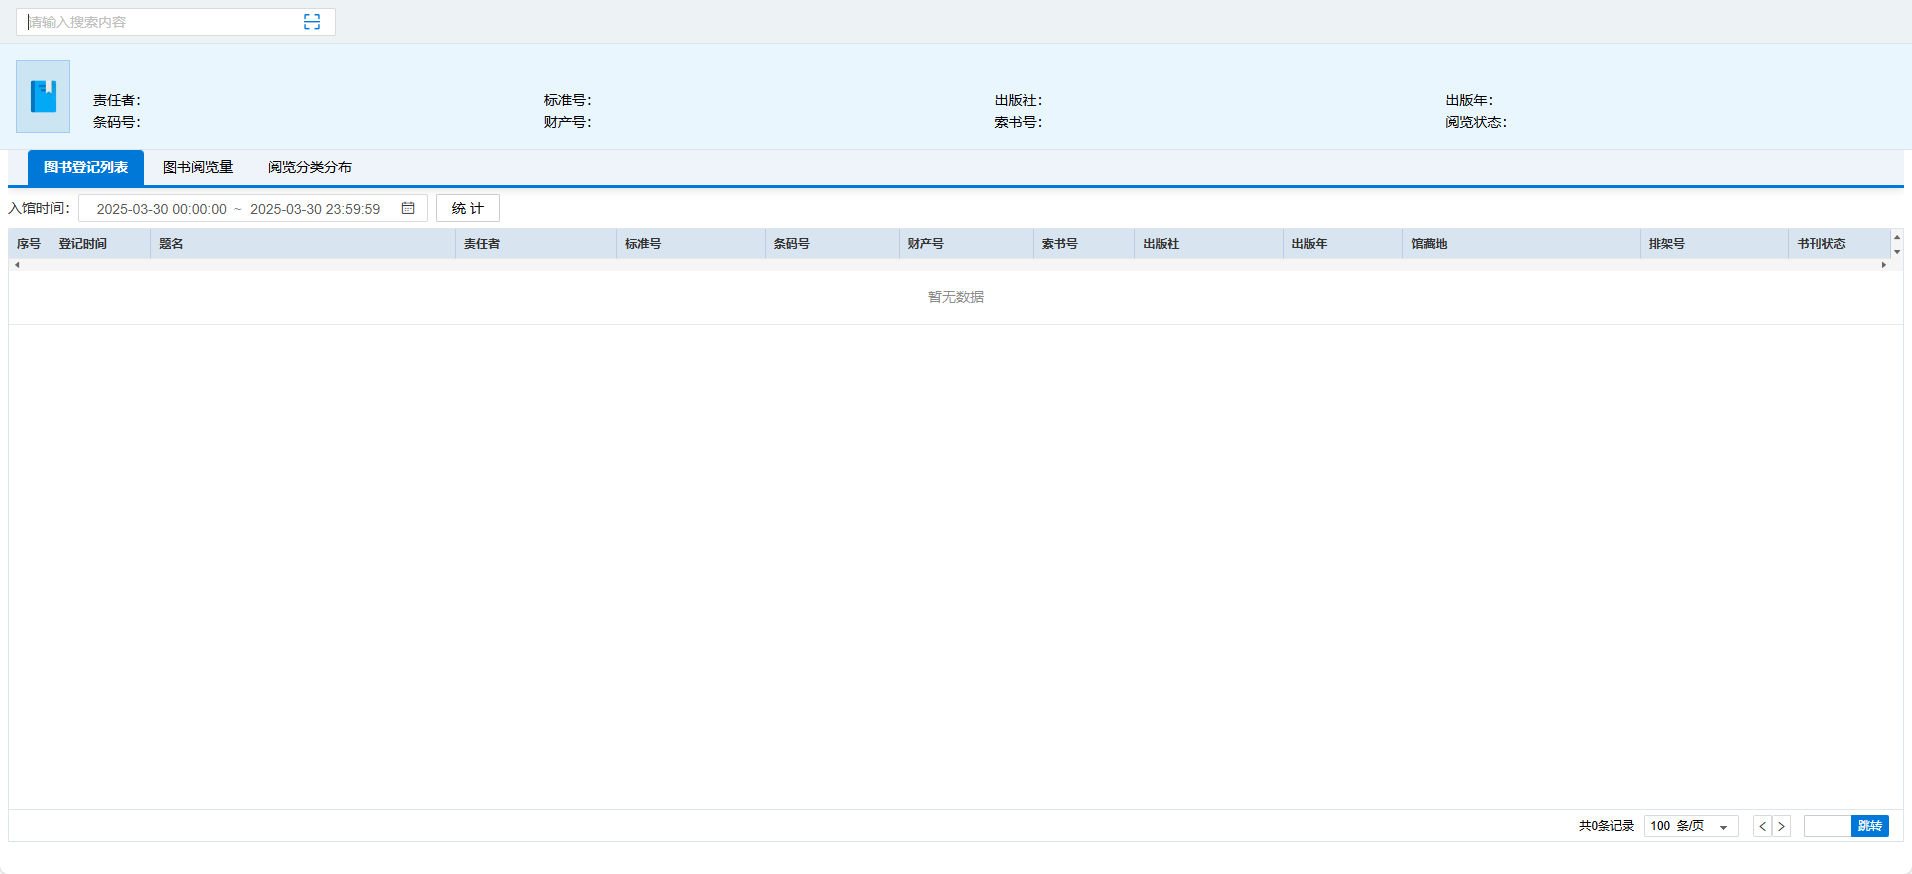 请输入搜索内容
责任者： 标准号： 出版社： 出版年：
条码号： 财产号： 索书号： 阅览状态：
图书登记列表 图书阅览量 阅览分类分布
入馆时间： 2025-03-30 00:00:00 ~ 2025-03-30 23:59:59 统 计
序号 登记时间 题名 责任者 标准号 条码号 财产号 索书号 出版社 出版年 馆藏地 排架号 书刊状态
暂无数据
共0条记录 100 条/页 < > 跳转